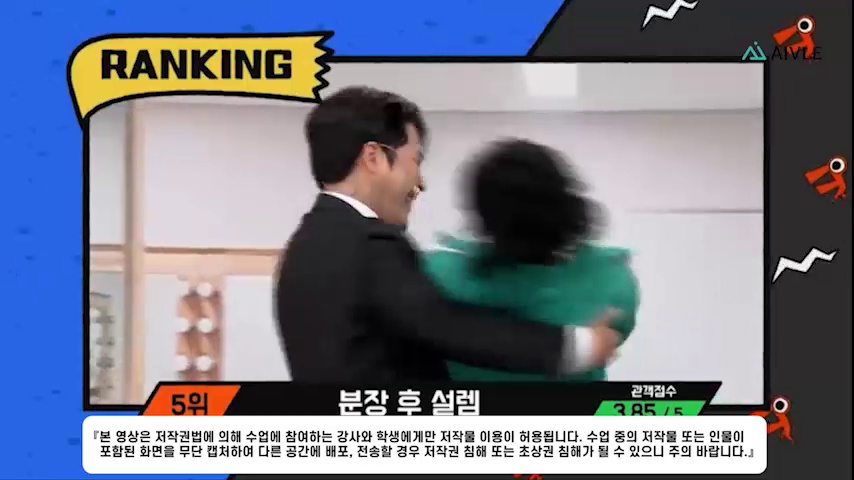 RANKING
AIVLE
5위
분장 후 설렘
관객점수
3.85 / 5
『본 영상은 저작권법에 의해 수업에 참여하는 강사와 학생에게만 저작물 이용이 허용됩니다. 수업 중의 저작물 또는 인물이
포함된 화면을 무단 캡처하여 다른 공간에 배포, 전송할 경우 저작권 침해 또는 초상권 침해가 될 수 있으니 주의 바랍니다.』